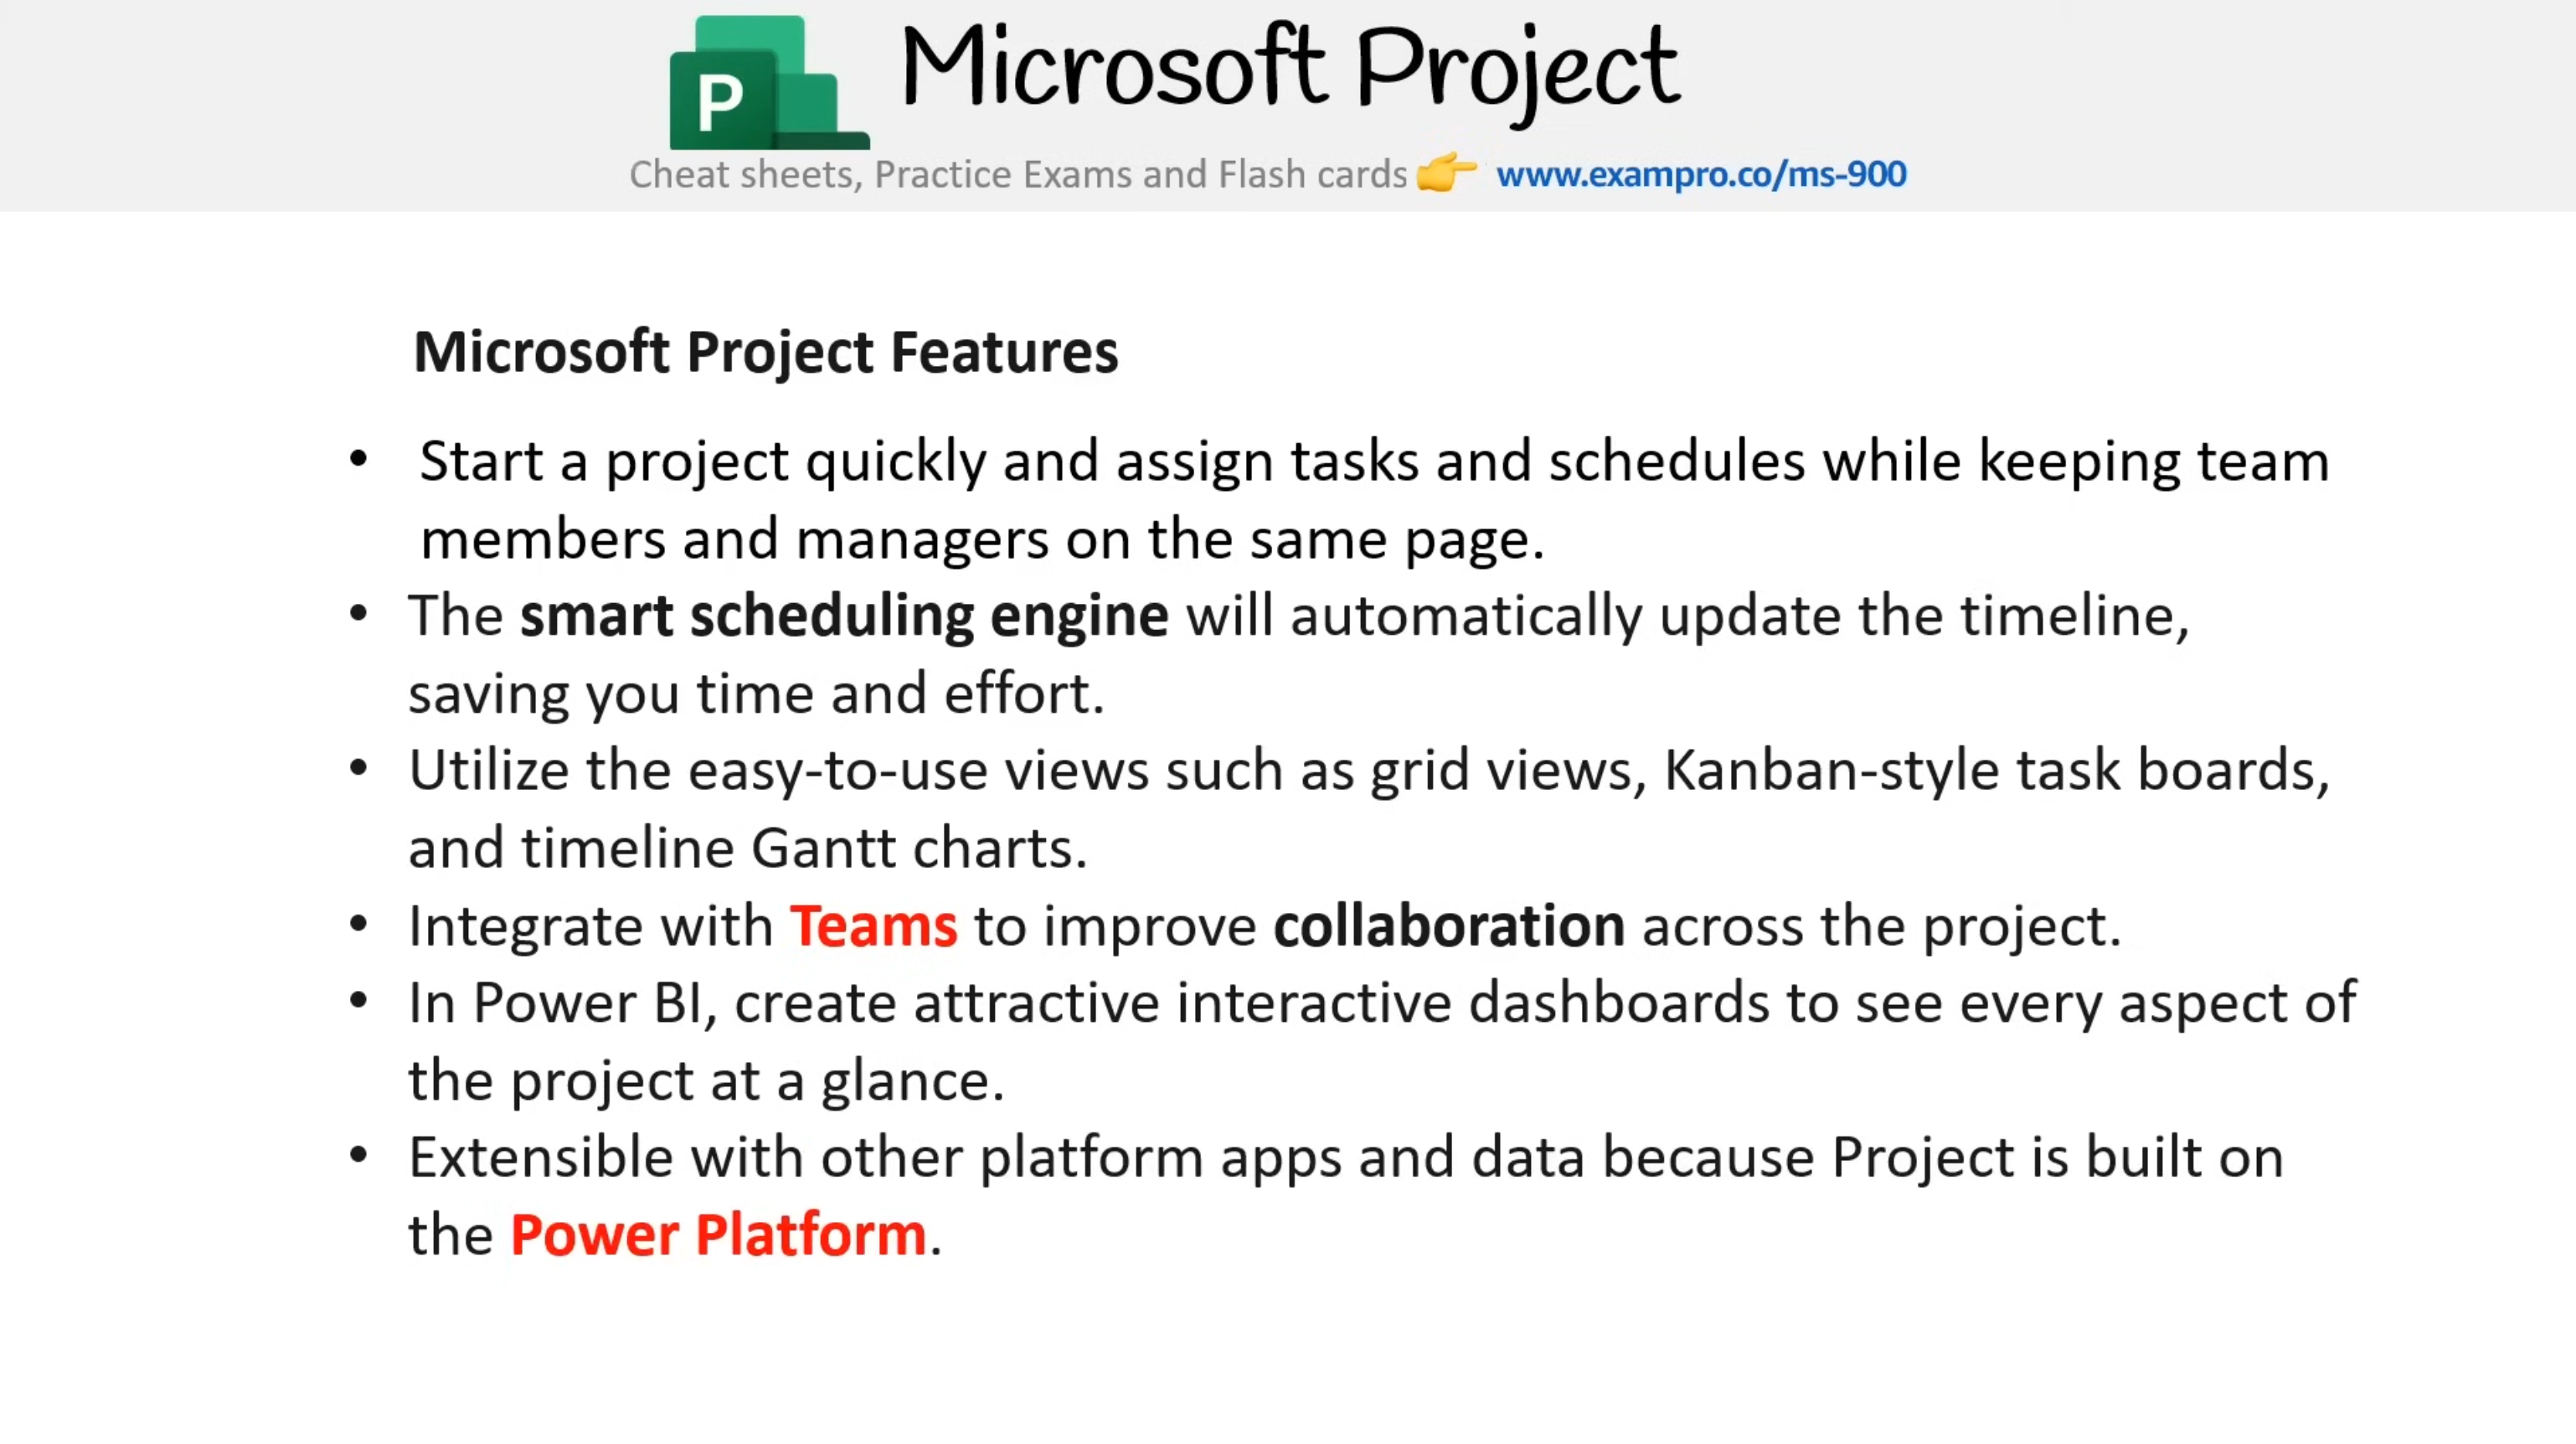 P
Microsoft Project
Cheat sheets, Practice Exams and Flash cards 👉 www.exampro.co/ms-900
Microsoft Project Features
• Start a project quickly and assign tasks and schedules while keeping team
members and managers on the same page.
• The smart scheduling engine will automatically update the timeline,
saving you time and effort.
• Utilize the easy-to-use views such as grid views, Kanban-style task boards,
and timeline Gantt charts.
• Integrate with Teams to improve collaboration across the project.
• In Power BI, create attractive interactive dashboards to see every aspect of
the project at a glance.
• Extensible with other platform apps and data because Project is built on
the Power Platform.